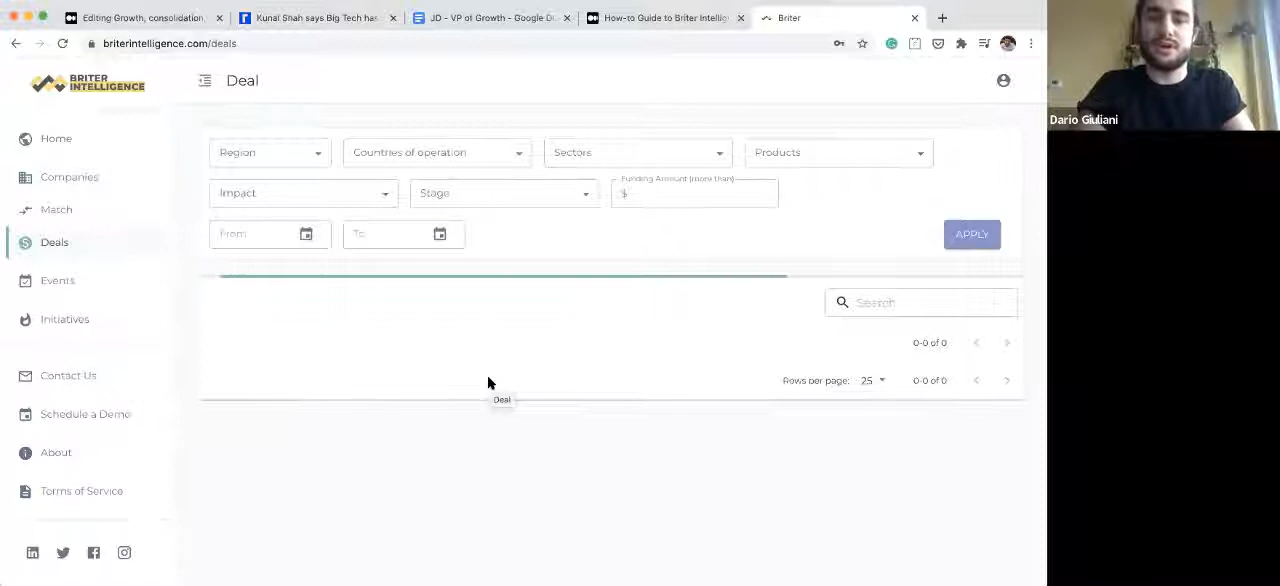 Editing Growth, consolidation,
Kunal Shah says Big Tech has
JD - VP of Growth - Google D
How-to Guide to Briter Intellig
Briter
briterintelligence.com/deals
BRITER
INTELLIGENCE
Deal
Dario Giuliani
Home
Companies
Match
Deals
Events
Initiatives
Contact Us
Schedule a Demo
About
Terms of Service
Region
Countries of operation
Sectors
Products
Impact
Stage
Funding Amount (more than)
$
From
To
APPLY
Search
0-0 of 0
Deal
Rows per page: 25
0-0 of 0